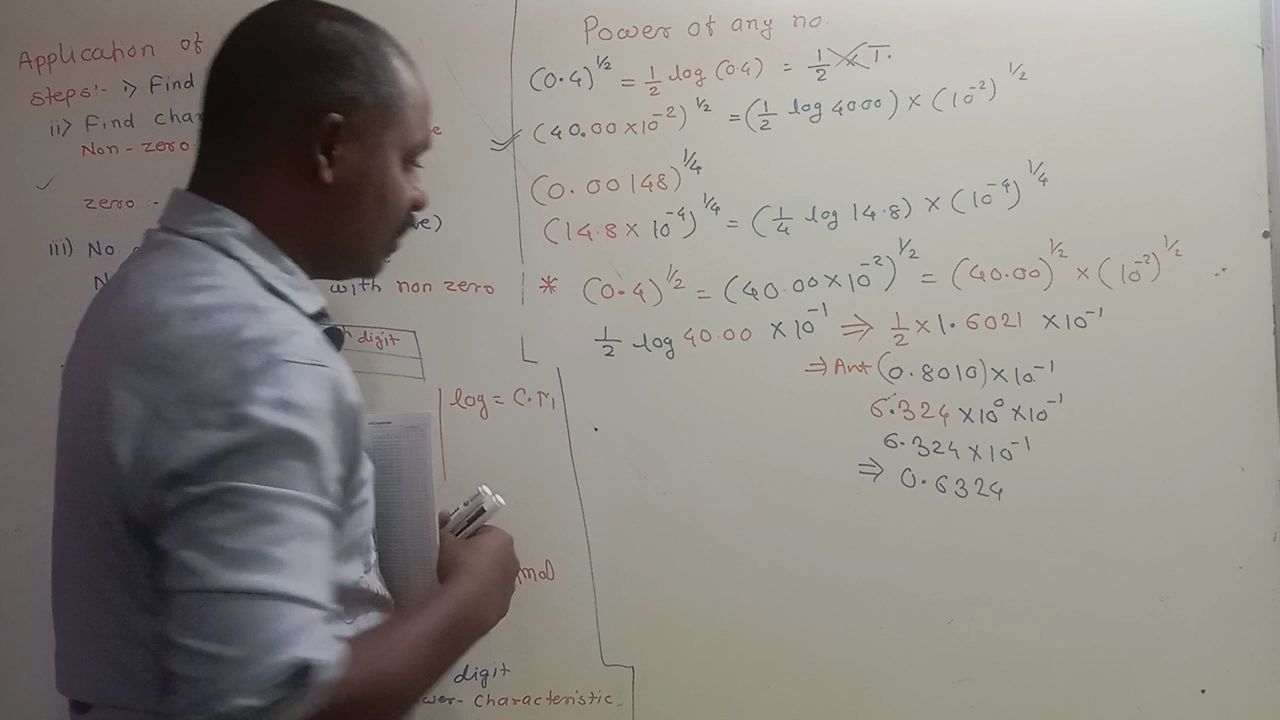 Application of
Steps:- i) Find
ii) Find char
Non-zero
zero :-
iii) No
with non zero
digit
log = C.M
mol
digit
wer- Characteristic
Power of any no.
(0.4)^1/2 = 1/2 log (0.4) = 1/2 × T.
(40.00×10^-2)^1/2 = (1/2 log 4000) × (10^-2)^1/2
(0.00148)^1/4
(14.8 × 10^-4)^1/4 = (1/4 log 14.8) × (10^-4)^1/4
* (0.4)^1/2 = (40.00×10^-2)^1/2 = (40.00)^1/2 × (10^-2)^1/2
1/2 log 40.00 × 10^-1 ⇒ 1/2 × 1.6021 × 10^-1
⇒ Ant (0.8010) × 10^-1
6.324 × 10^0 × 10^-1
6.324 × 10^-1
⇒ 0.6324